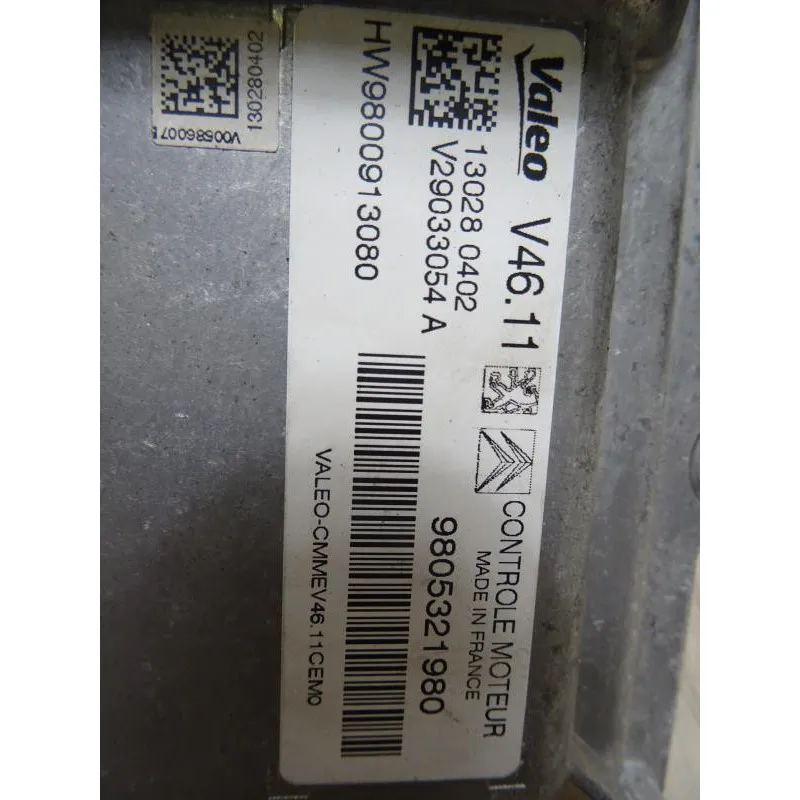 Valeo V46.11 CONTROLE MOTEUR
MADE IN FRANCE
13028 0402
V29033054 A
9805321980
HW9800913080
VALEO-CMMEV46.11CEM0
130280402
V00586007